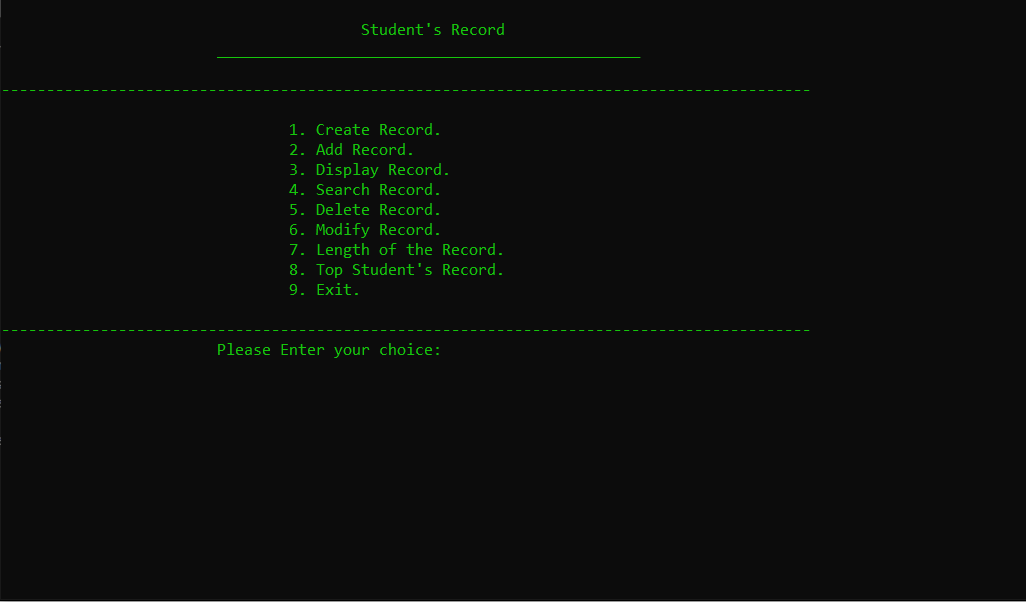 Student's Record
1. Create Record.
2. Add Record.
3. Display Record.
4. Search Record.
5. Delete Record.
6. Modify Record.
7. Length of the Record.
8. Top Student's Record.
9. Exit.
Please Enter your choice: